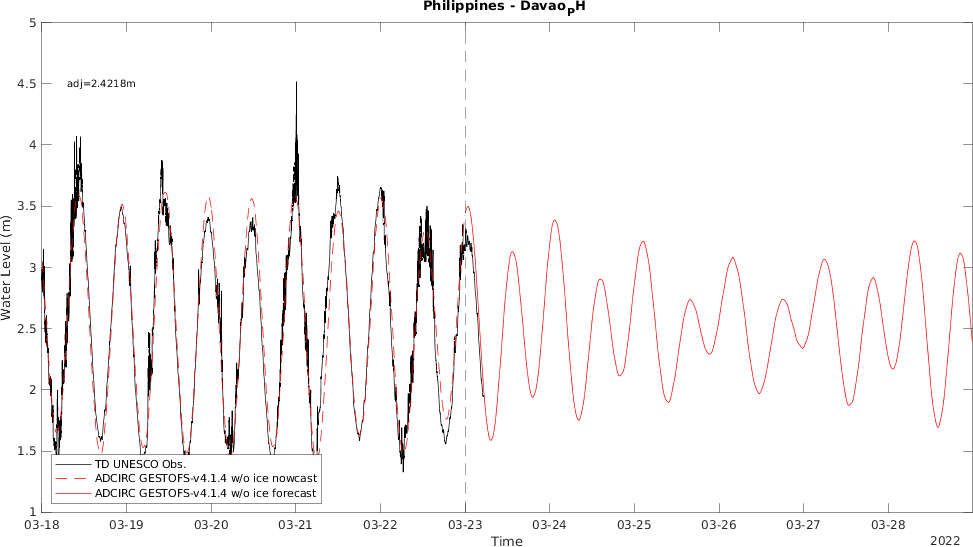 Philippines - Davao_pH
5
4.5
4
3.5
3
2.5
2
1.5
1
Water Level (m)
adj=2.4218m
TD UNESCO Obs.
ADCIRC GESTOFS-v4.1.4 w/o ice nowcast
ADCIRC GESTOFS-v4.1.4 w/o ice forecast
03-18 03-19 03-20 03-21 03-22 03-23 03-24 03-25 03-26 03-27 03-28
Time
2022